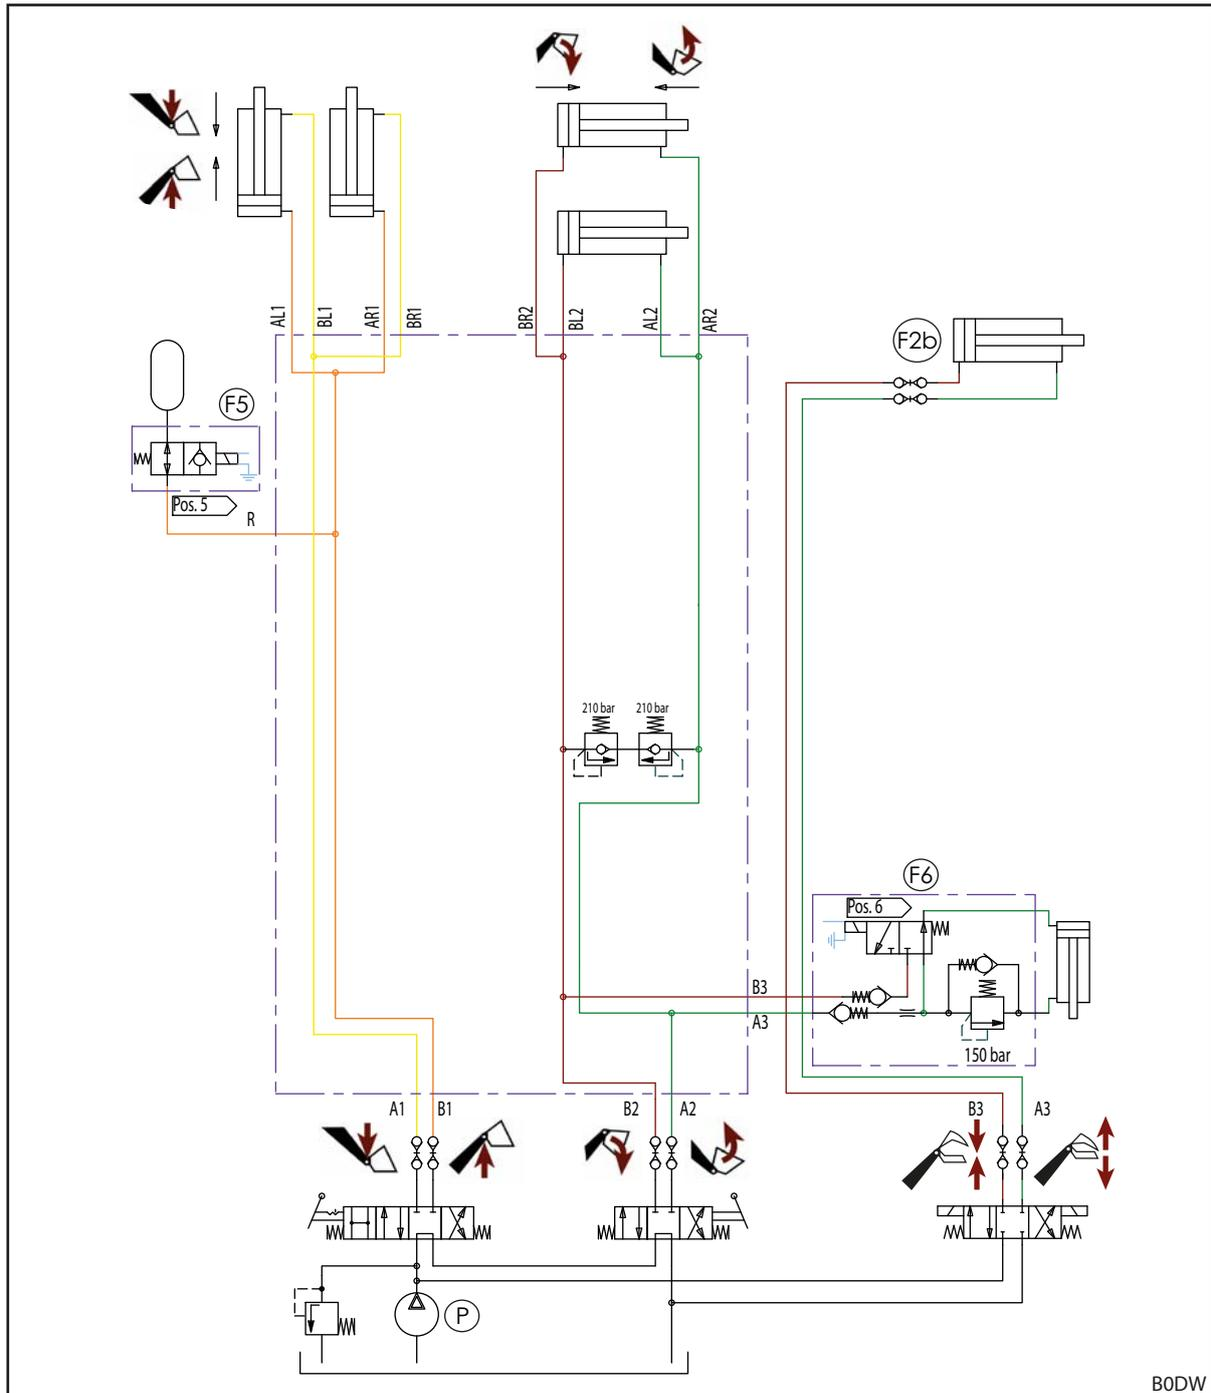 AL1
BL1
AR1
BR1
BR2
BL2
AL2
AR2
F2b
F5
Pos. 5
R
210 bar
210 bar
F6
Pos. 6
B3
A3
150 bar
A1
B1
B2
A2
B3
A3
P
B0DW